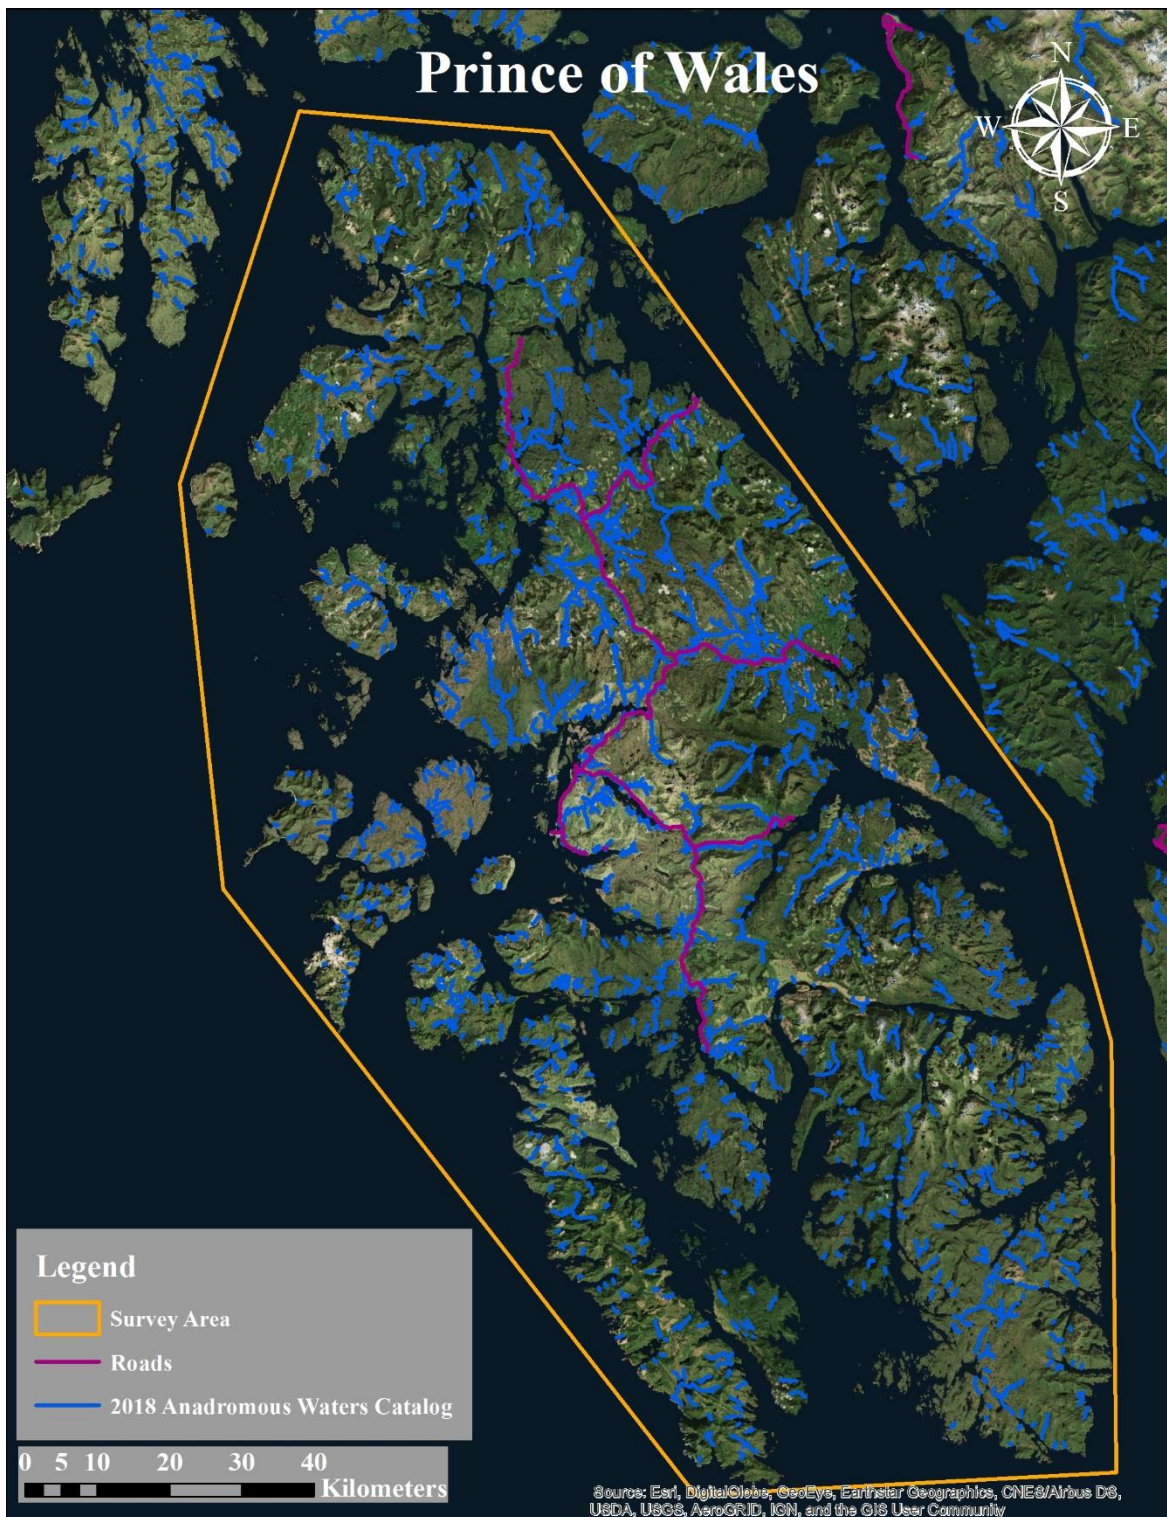 Prince of Wales
N
W E
S
Legend
Survey Area
Roads
2018 Anadromous Waters Catalog
0 5 10 20 30 40
Kilometers
Source: Esri, DigitalGlobe, GeoEye, Earthstar Geographics, CNES/Airbus DS,
USDA, USGS, AeroGRID, IGN, and the GIS User Community